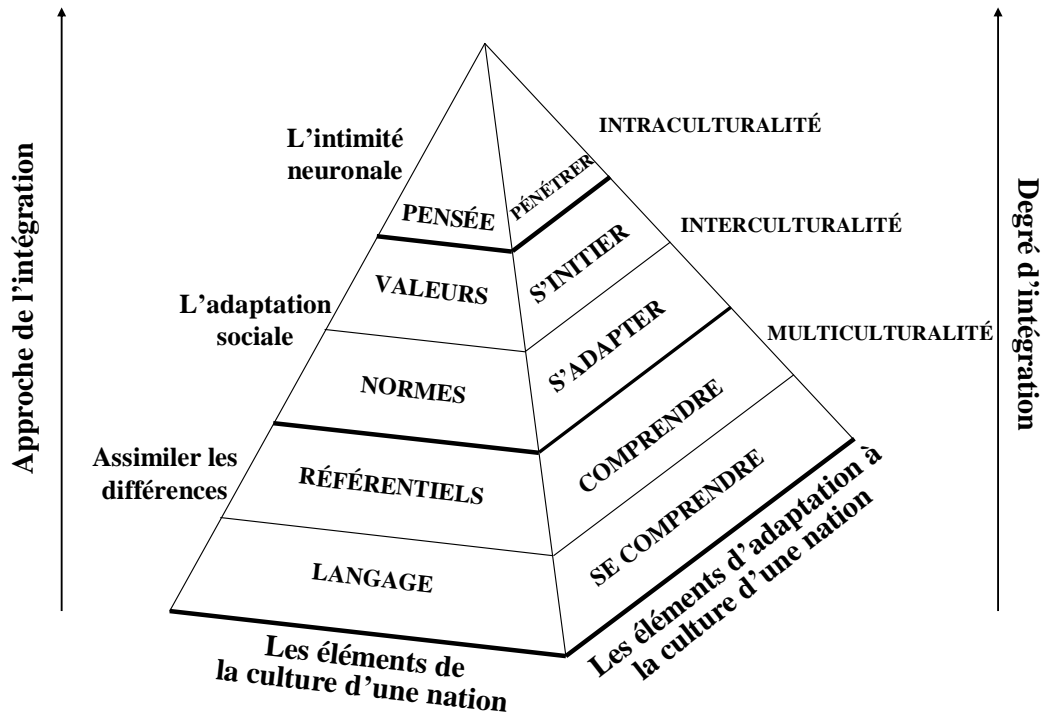 Approche de l'intégration
L'intimité
neuronale
L'adaptation
sociale
Assimiler les
différences
PENSÉE
VALEURS
NORMES
RÉFÉRENTIELS
LANGAGE
Les éléments de
la culture d'une nation
PÉNÉTRER
S'INITIER
S'ADAPTER
COMPRENDRE
SE COMPRENDRE
Les éléments d'adaptation à
la culture d'une nation
INTRACULTURALITÉ
INTERCULTURALITÉ
MULTICULTURALITÉ
Degré d'intégration